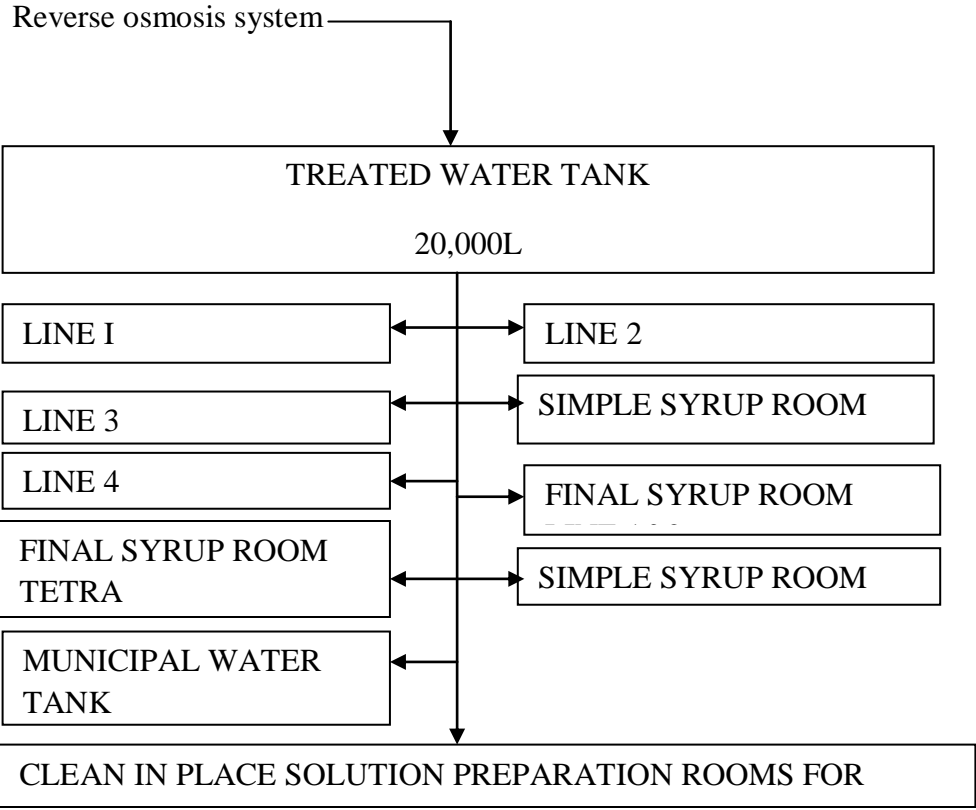 Reverse osmosis system
TREATED WATER TANK
20,000L
LINE I
LINE 2
LINE 3
SIMPLE SYRUP ROOM
LINE 4
FINAL SYRUP ROOM
FINAL SYRUP ROOM
TETRA
SIMPLE SYRUP ROOM
MUNICIPAL WATER
TANK
CLEAN IN PLACE SOLUTION PREPARATION ROOMS FOR